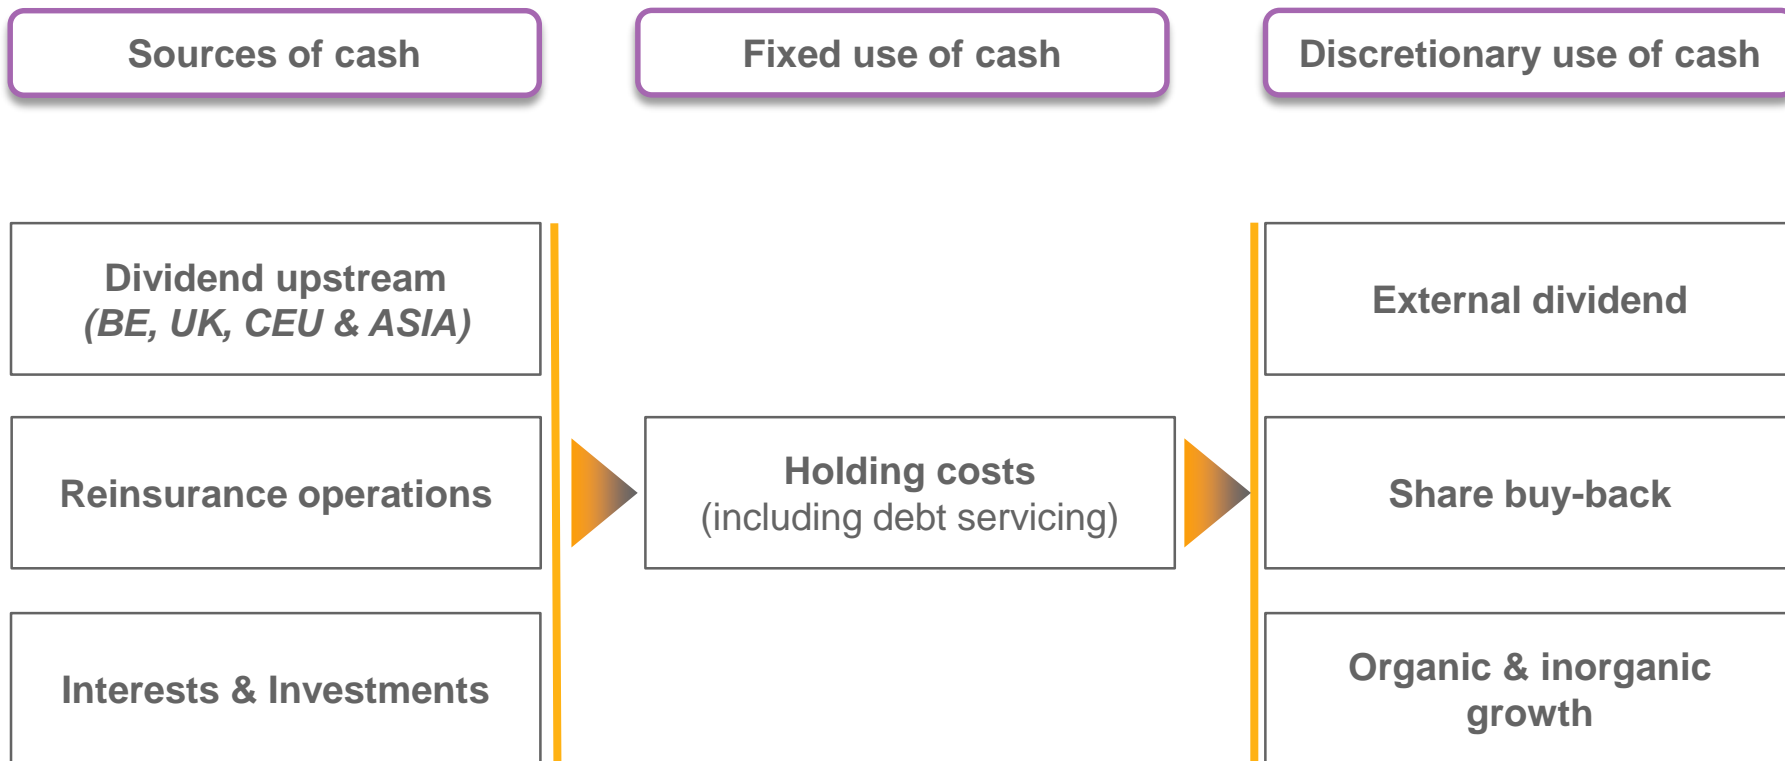 Sources of cash
Fixed use of cash
Discretionary use of cash
Dividend upstream
(BE, UK, CEU & ASIA)
External dividend
Reinsurance operations
Holding costs
(including debt servicing)
Share buy-back
Interests & Investments
Organic & inorganic
growth